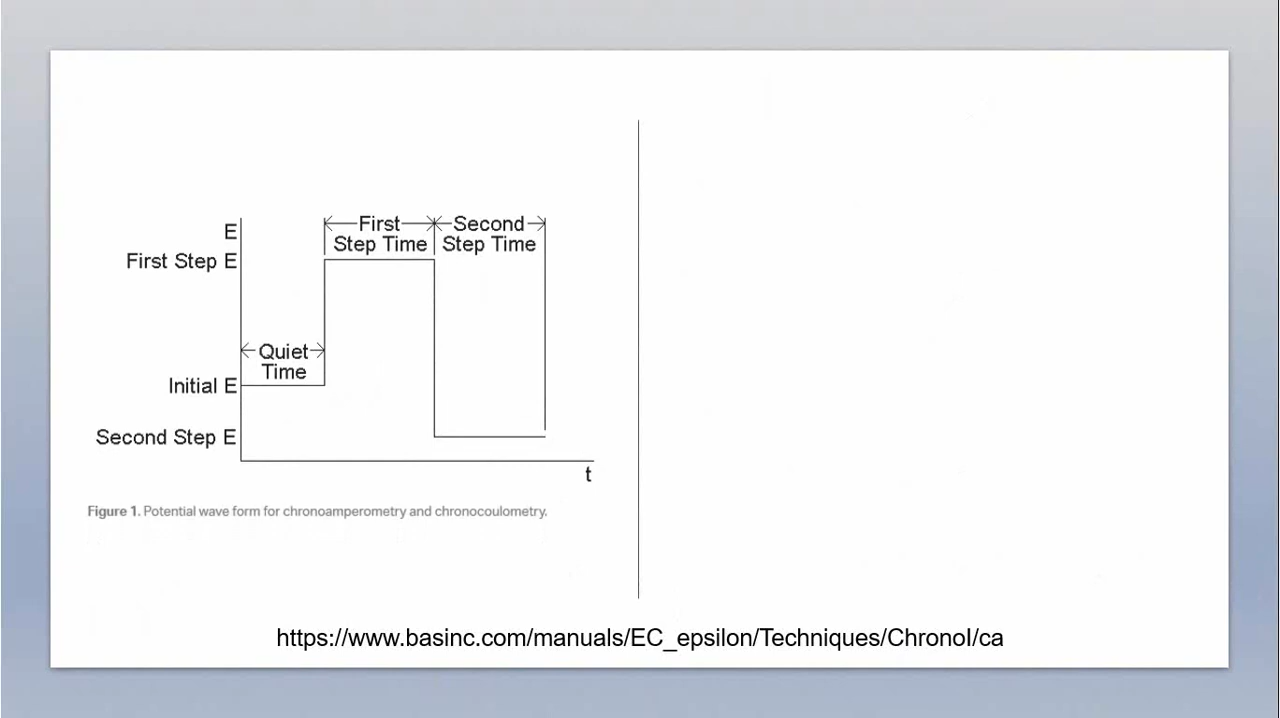 First
Step Time
Second
Step Time
E
First Step E
Quiet
Time
Initial E
Second Step E
t
Figure 1. Potential wave form for chronoamperometry and chronocoulometry.
https://www.basinc.com/manuals/EC_epsilon/Techniques/ChronoI/ca